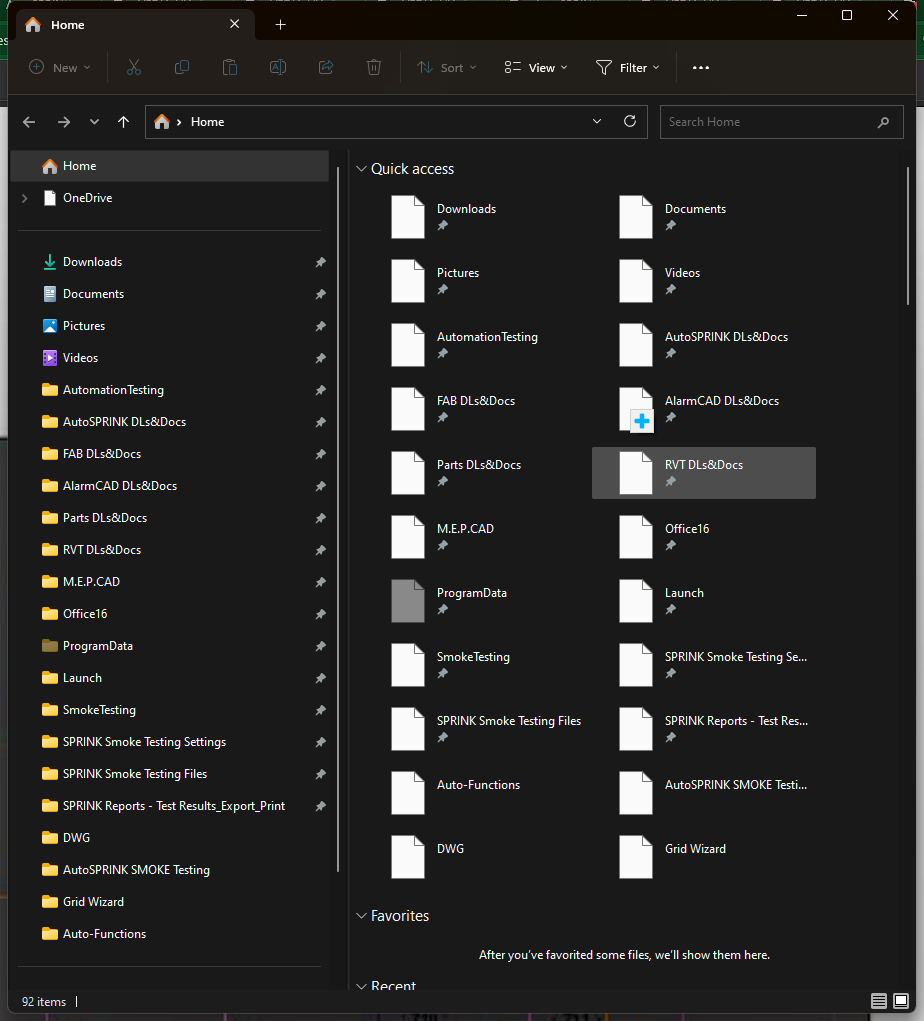 Home
New
Sort
View
Filter
Home
Search Home
Home
OneDrive
Downloads
Documents
Pictures
Videos
AutomationTesting
AutoSPRINK DLs&Docs
FAB DLs&Docs
AlarmCAD DLs&Docs
Parts DLs&Docs
RVT DLs&Docs
M.E.P.CAD
Office16
ProgramData
Launch
SmokeTesting
SPRINK Smoke Testing Settings
SPRINK Smoke Testing Files
SPRINK Reports - Test Results_Export_Print
DWG
AutoSPRINK SMOKE Testing
Grid Wizard
Auto-Functions
Quick access
Downloads
Documents
Pictures
Videos
AutomationTesting
AutoSPRINK DLs&Docs
FAB DLs&Docs
AlarmCAD DLs&Docs
Parts DLs&Docs
RVT DLs&Docs
M.E.P.CAD
Office16
ProgramData
Launch
SmokeTesting
SPRINK Smoke Testing Se...
SPRINK Smoke Testing Files
SPRINK Reports - Test Res...
Auto-Functions
AutoSPRINK SMOKE Testi...
DWG
Grid Wizard
Favorites
After you've favorited some files, we'll show them here.
Recent
92 items